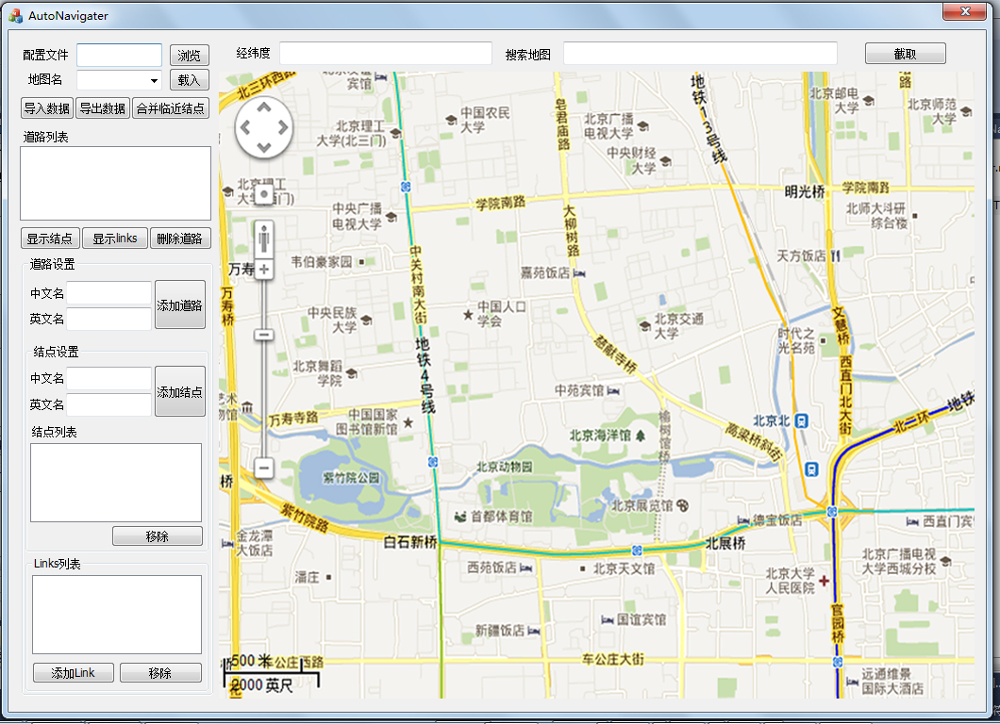 AutoNavigater
配置文件
浏览
经纬度
搜索地图
截取
地图名
载入
导入数据
导出数据
合并临近结点
道路列表
显示结点
显示links
删除道路
道路设置
中文名
英文名
添加道路
结点设置
中文名
英文名
添加结点
结点列表
移除
Links列表
添加Link
移除
北三环西路
宾馆
北京理工
大学(北三门)
中国农民
大学
皂君庙路
北京广播
电视大学
中央财经
大学
地铁13号线
北京邮电
大学
北京师范
大学
北京理工
中央广播
电视大学
学院南路
大柳树路
明光桥
学院南路
北师大科研
综合楼
天方饭店
韦伯豪家园
万寿
万寿桥
中关村南大街
嘉苑饭店
中央民族
大学
中国人口
学会
北京交通
大学
时代之
光名苑
文慧桥
地铁4号线
慈献寺桥
北京舞蹈
学院
中苑宾馆
西直门北大街
万寿寺路
中国国家
图书馆新馆
北京海洋馆
榆树馆桥
高梁桥斜街
北京北
北二环
地铁
紫竹院公园
北京动物园
桥
紫竹院路
首都体育馆
北京展览馆
德宝饭店
西直门宾
金龙潭
大饭店
白石新桥
北展桥
西苑饭店
北京天文馆
潘庄
北京大学
人民医院
北京广播电视
大学西城分校
新疆饭店
国谊宾馆
官园桥
车公庄西路
车公庄大街
500 米
2000 英尺
远通维景
国际大酒店